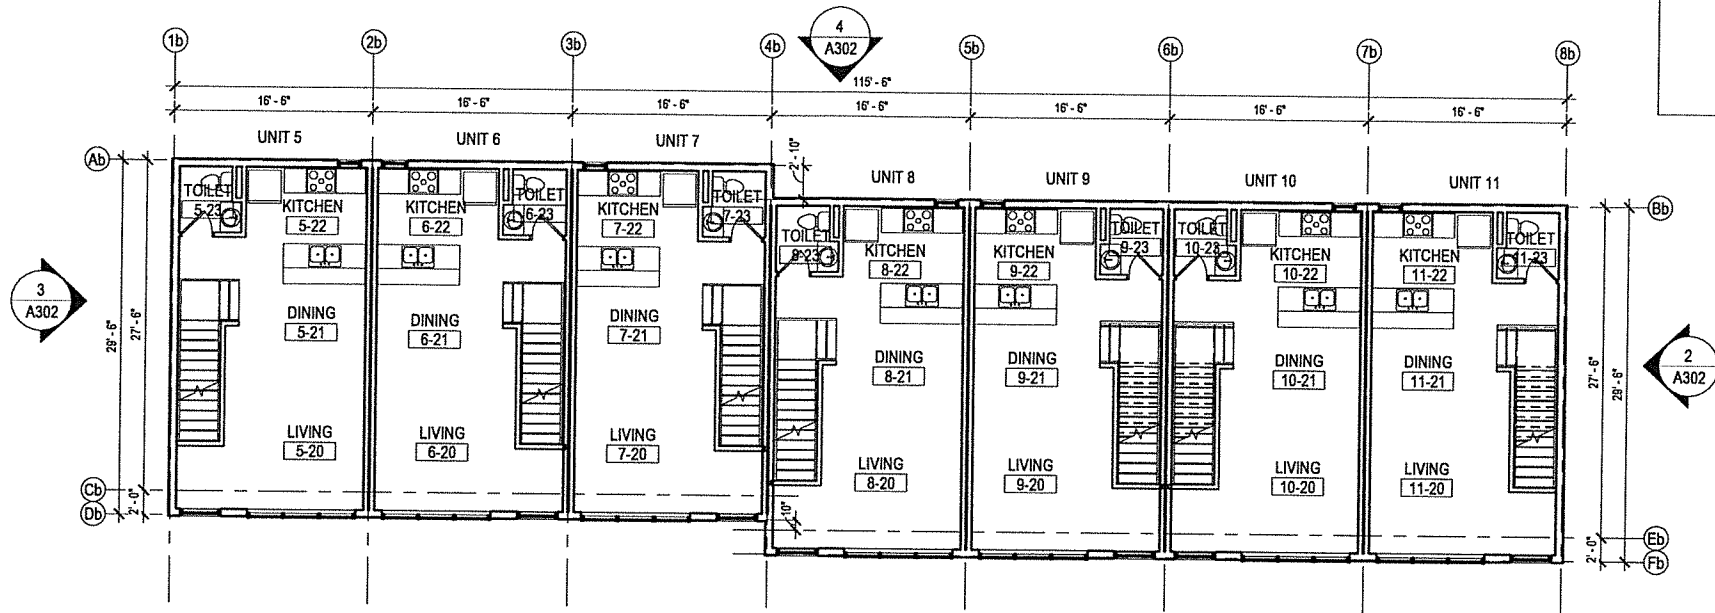 1b
2b
3b
4b
4
A302
5b
6b
7b
8b
115' - 6"
16' - 6"
16' - 6"
16' - 6"
16' - 6"
16' - 6"
16' - 6"
16' - 6"
UNIT 5
UNIT 6
UNIT 7
UNIT 8
UNIT 9
UNIT 10
UNIT 11
Ab
Bb
2' - 10"
TOILET
5-23
KITCHEN
5-22
KITCHEN
6-22
TOILET
6-23
KITCHEN
7-22
TOILET
7-23
TOILET
8-23
KITCHEN
8-22
KITCHEN
9-22
TOILET
9-23
TOILET
10-23
KITCHEN
10-22
KITCHEN
11-22
TOILET
11-23
3
A302
29' - 6"
27' - 6"
DINING
5-21
DINING
6-21
DINING
7-21
DINING
8-21
DINING
9-21
DINING
10-21
DINING
11-21
27' - 6"
29' - 6"
2
A302
LIVING
5-20
LIVING
6-20
LIVING
7-20
LIVING
8-20
LIVING
9-20
LIVING
10-20
LIVING
11-20
Cb
Db
2' - 0"
Eb
Fb
2' - 0"